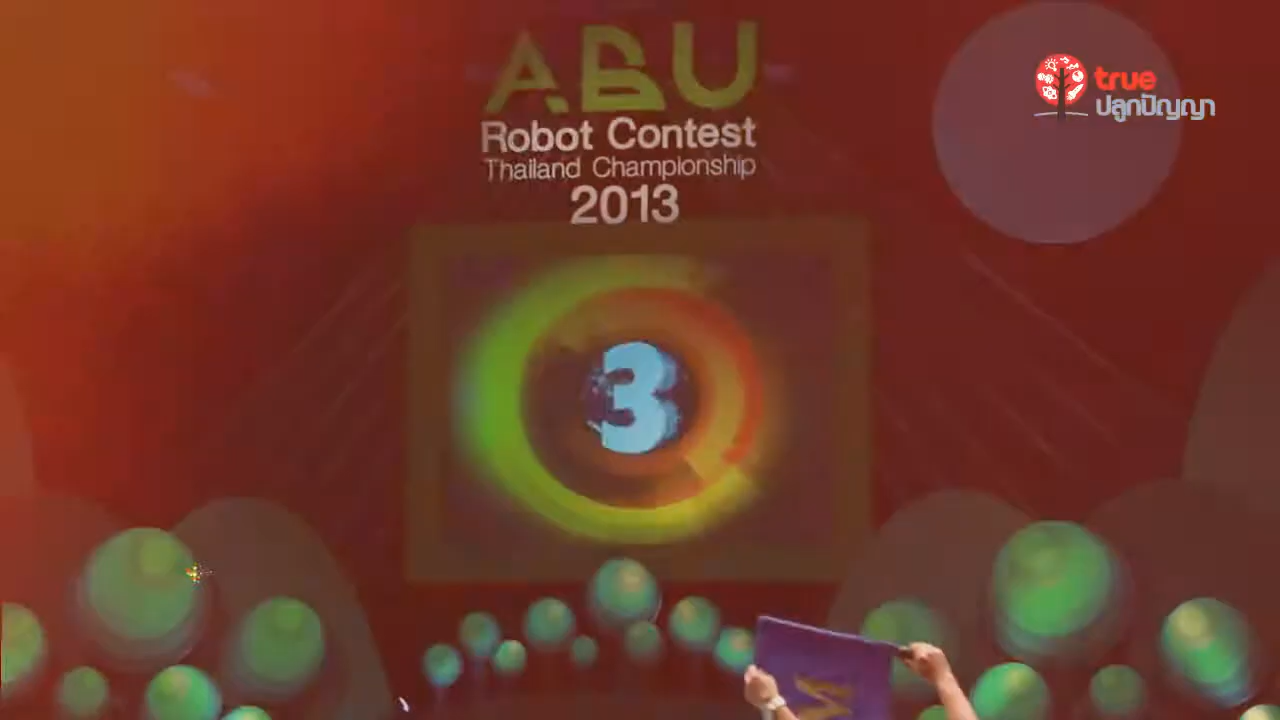 ABU
Robot Contest
Thailand Championship
2013
true
ปลูกปัญญา
3